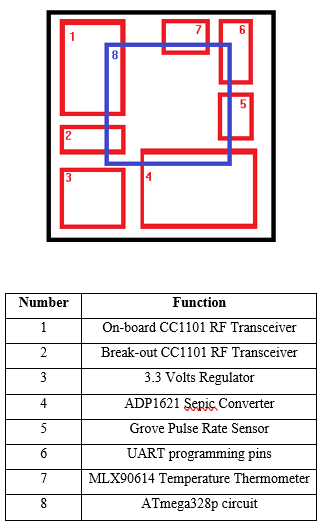 1
7
6
8
5
2
3
4
Number Function
1 On-board CC1101 RF Transceiver
2 Break-out CC1101 RF Transceiver
3 3.3 Volts Regulator
4 ADP1621 Sepic Converter
5 Grove Pulse Rate Sensor
6 UART programming pins
7 MLX90614 Temperature Thermometer
8 ATmega328p circuit